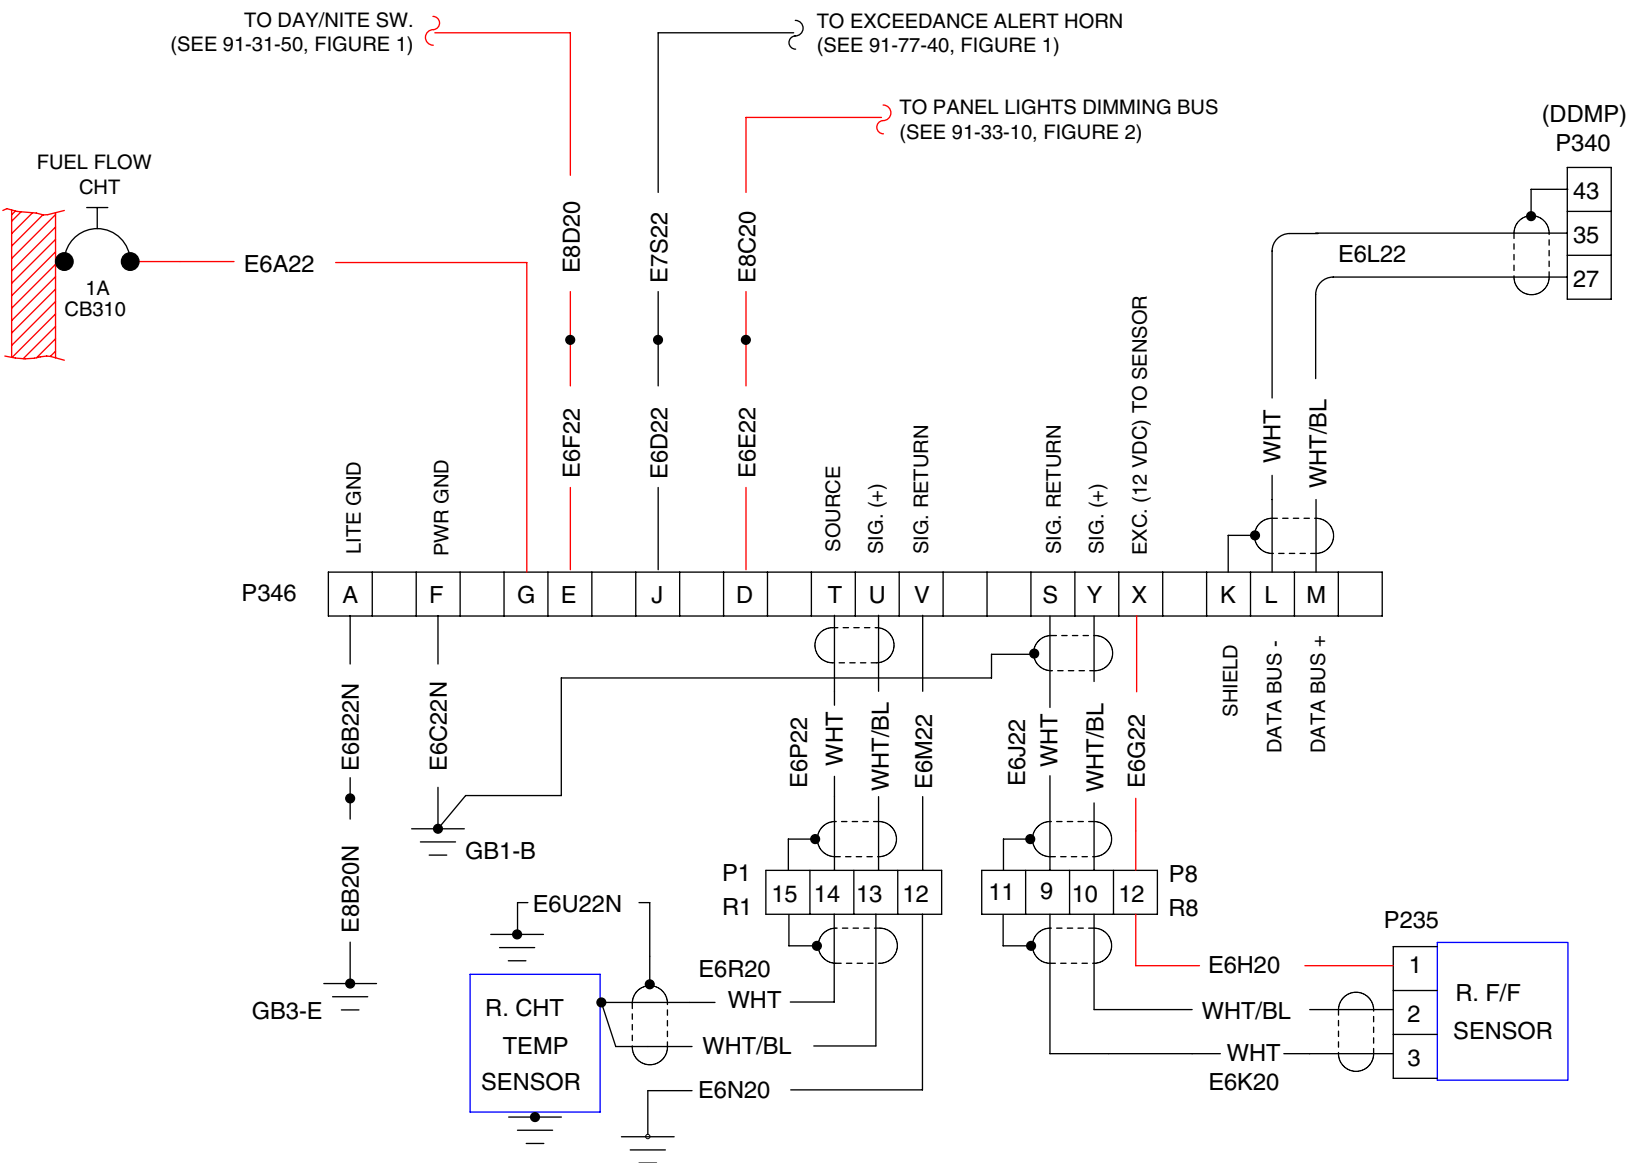 TO DAY/NITE SW.
(SEE 91-31-50, FIGURE 1)
TO EXCEEDANCE ALERT HORN
(SEE 91-77-40, FIGURE 1)
TO PANEL LIGHTS DIMMING BUS
(SEE 91-33-10, FIGURE 2)
(DDMP)
P340
43
35
27
FUEL FLOW
CHT
1A
CB310
E6A22
E8D20
E7S22
E8C20
E6L22
E6F22
E6D22
E6E22
WHT
WHT/BL
LITE GND
PWR GND
SOURCE
SIG. (+)
SIG. RETURN
SIG. RETURN
SIG. (+)
EXC. (12 VDC) TO SENSOR
P346
A
F
G
E
J
D
T
U
V
S
Y
X
K
L
M
SHIELD
DATA BUS -
DATA BUS +
E6B22N
E6C22N
E6P22
WHT
WHT/BL
E6M22
E6J22
WHT
WHT/BL
E6G22
GB1-B
E8B20N
GB3-E
P1
R1
15
14
13
12
11
9
10
12
P8
R8
E6U22N
P235
E6R20
WHT
WHT/BL
E6N20
R. CHT
TEMP
SENSOR
E6H20
WHT/BL
WHT
E6K20
1
2
3
R. F/F
SENSOR